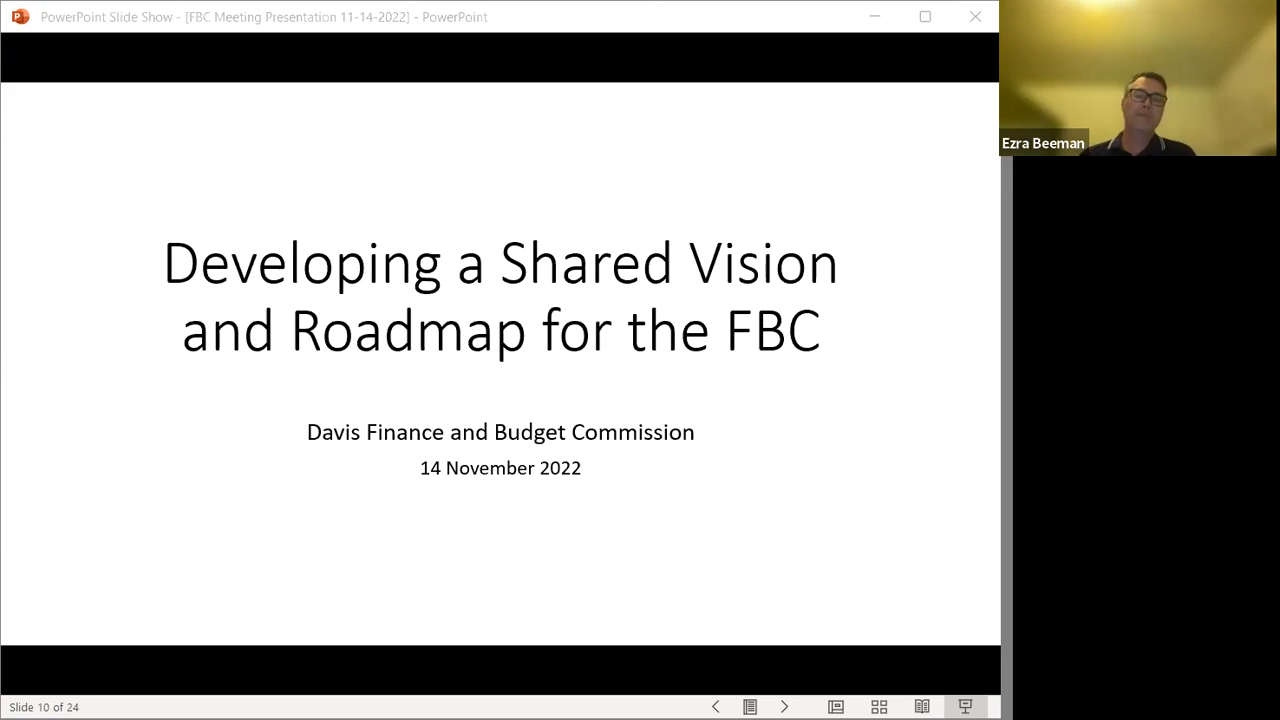 PowerPoint Slide Show - [FBC Meeting Presentation 11-14-2022] - PowerPoint
Ezra Beeman
Developing a Shared Vision
and Roadmap for the FBC
Davis Finance and Budget Commission
14 November 2022
Slide 10 of 24